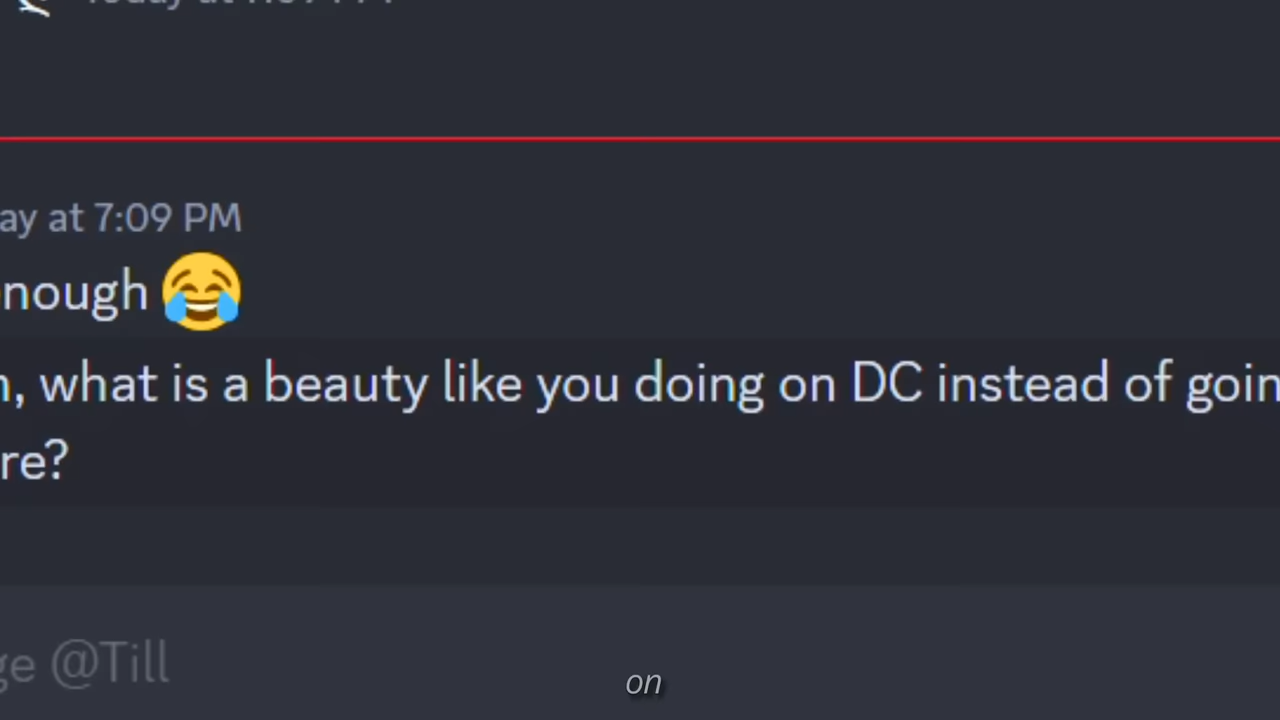 ay at 7:09 PM
nough 😂
, what is a beauty like you doing on DC instead of goin
re?
ge @Till
on